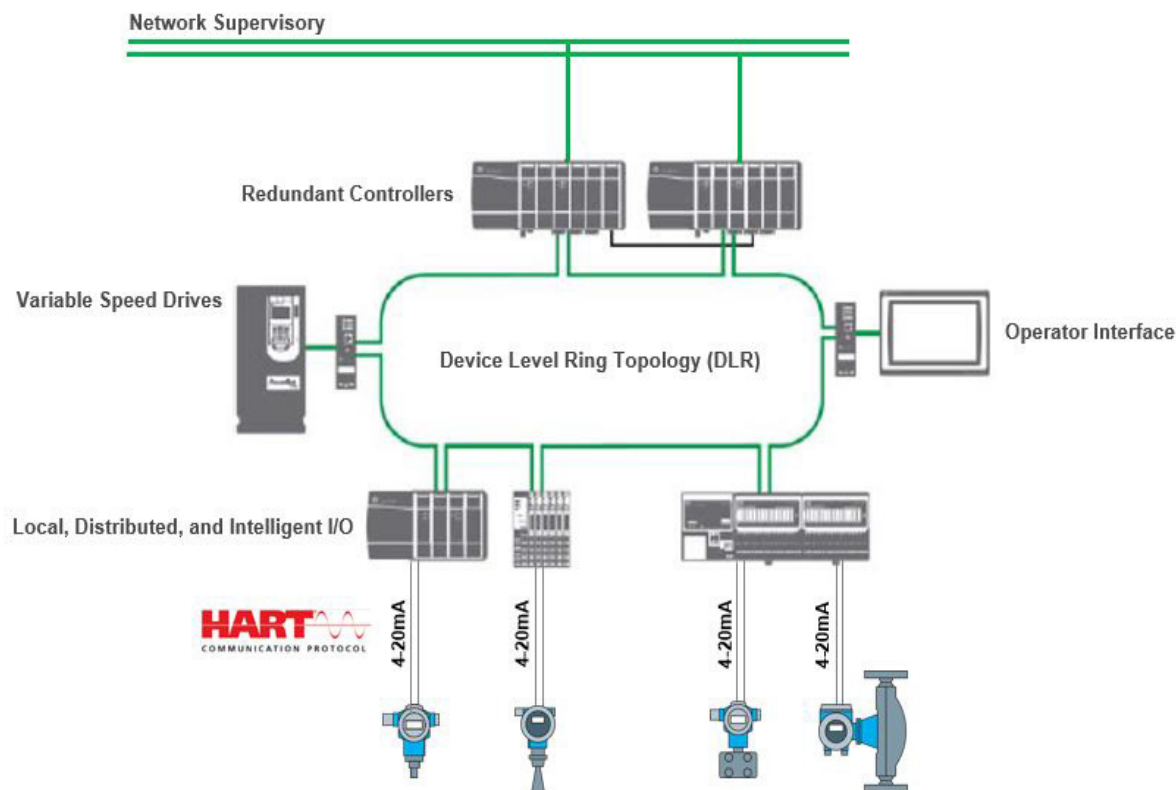 Network Supervisory
Redundant Controllers
Variable Speed Drives
Device Level Ring Topology (DLR)
Operator Interface
Local, Distributed, and Intelligent I/O
HART
COMMUNICATION PROTOCOL
4-20mA
4-20mA
4-20mA
4-20mA